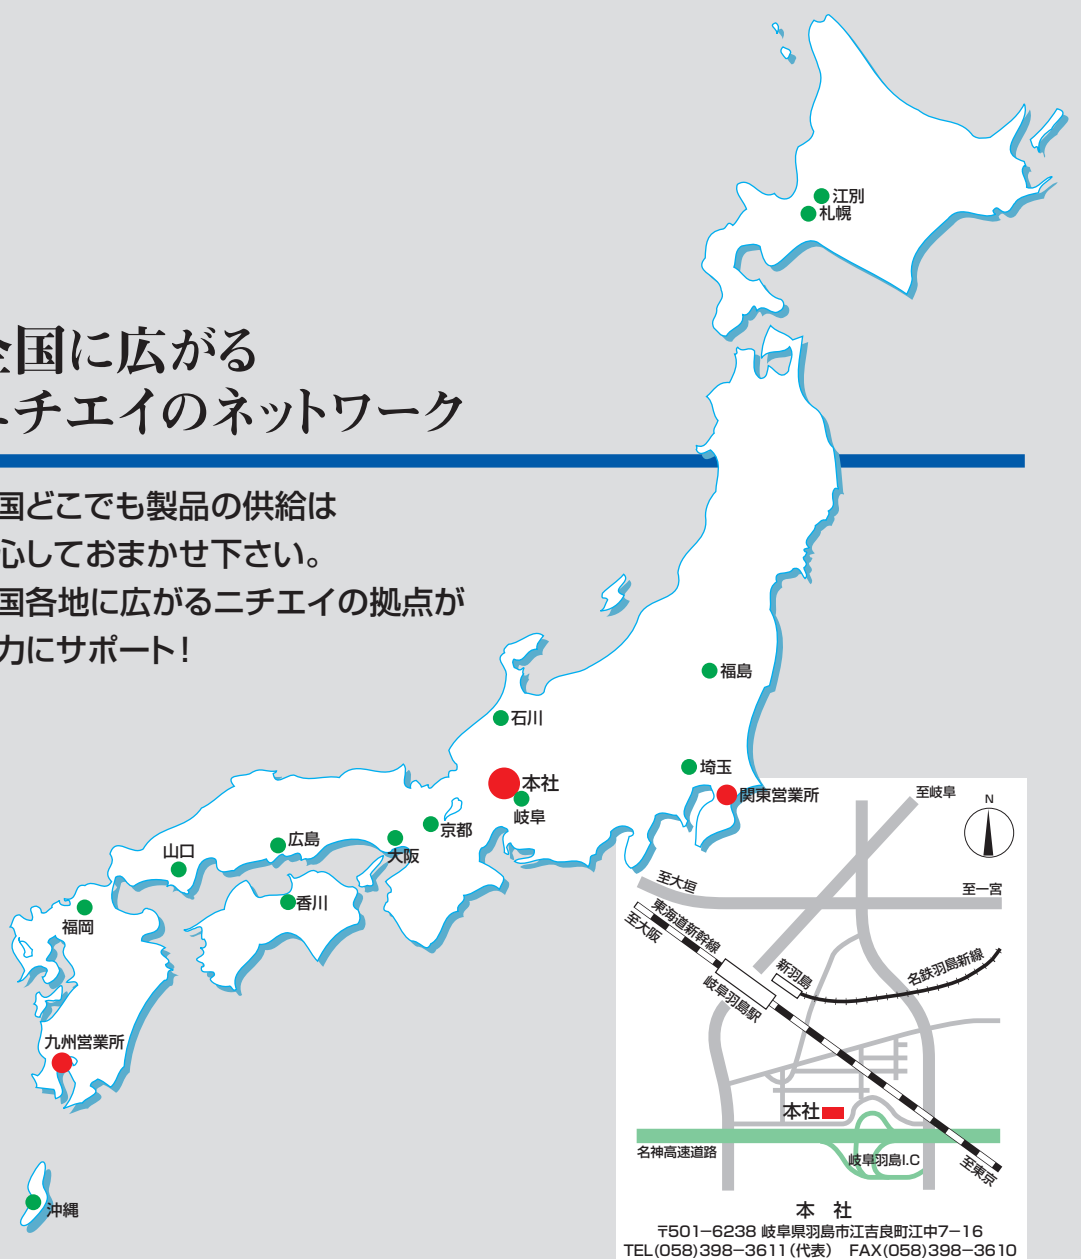 全国に広がる
ニチエイのネットワーク
国どこでも製品の供給は
心しておまかせ下さい。
国各地に広がるニチエイの拠点が
力にサポート!
江別
札幌
福島
石川
埼玉
本社
関東営業所
岐阜
京都
大阪
広島
山口
香川
福岡
九州営業所
沖縄
至岐阜
N
至大垣
至一宮
東海道新幹線
至大阪
新羽島
名鉄羽島新線
岐阜羽島駅
本社
名神高速道路
岐阜羽島I.C
至東京
本 社
〒501−6238 岐阜県羽島市江吉良町江中7−16
TEL(058)398−3611(代表) FAX(058)398−3610